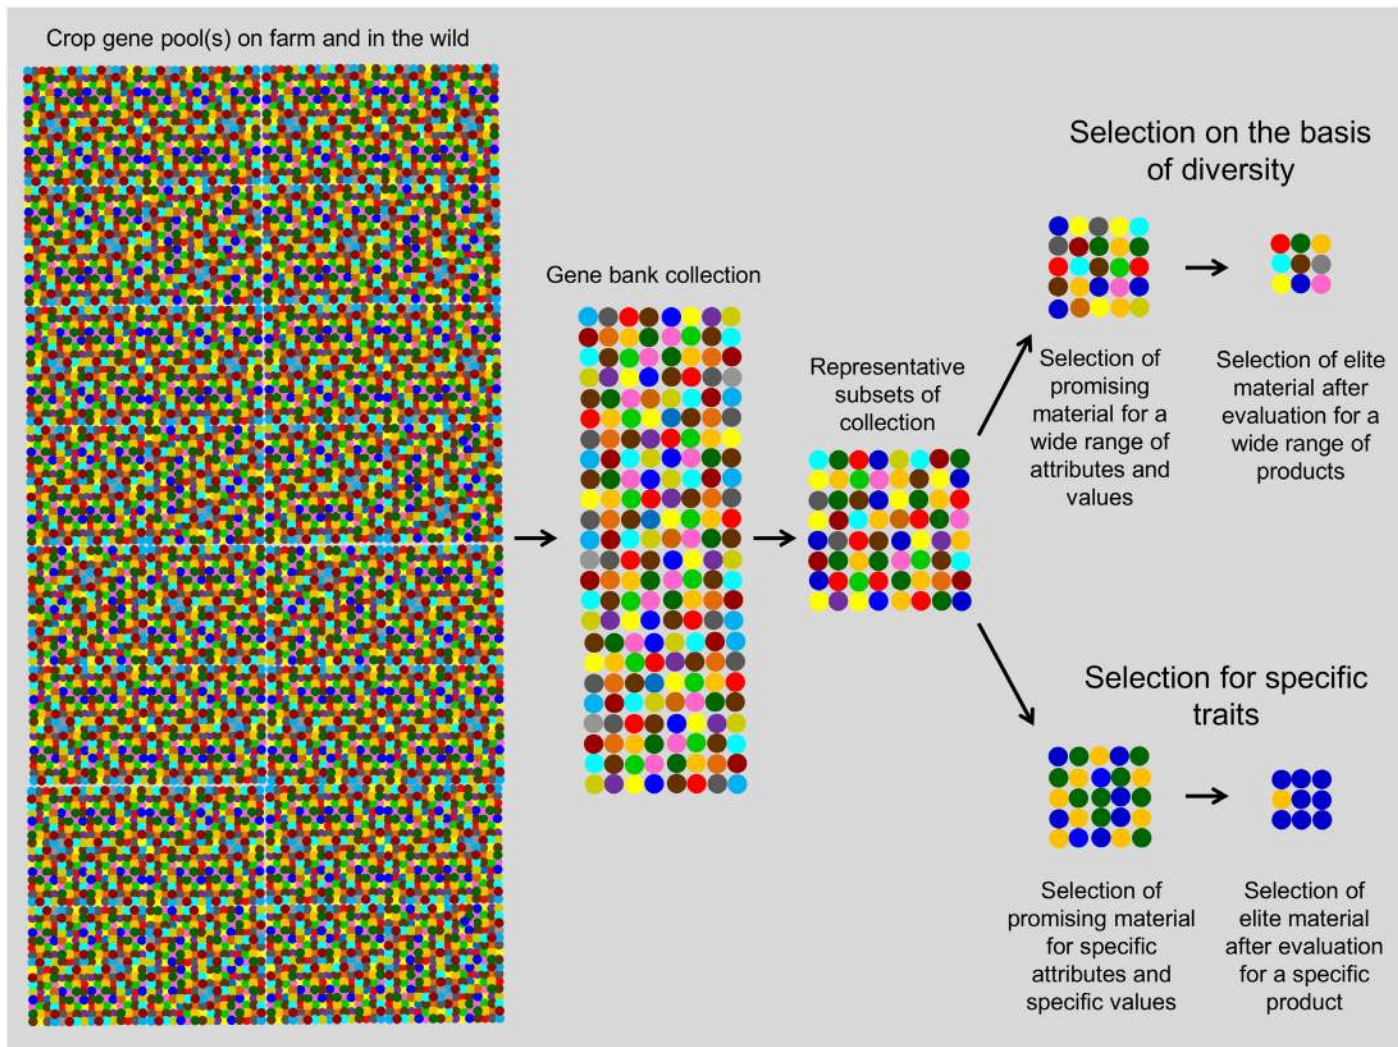 Crop gene pool(s) on farm and in the wild
Gene bank collection
Representative
subsets of
collection
Selection on the basis
of diversity
Selection of
promising
material for a
wide range of
attributes and
values
Selection of elite
material after
evaluation for a
wide range of
products
Selection for specific
traits
Selection of
promising material
for specific
attributes and
specific values
Selection of
elite material
after evaluation
for a specific
product